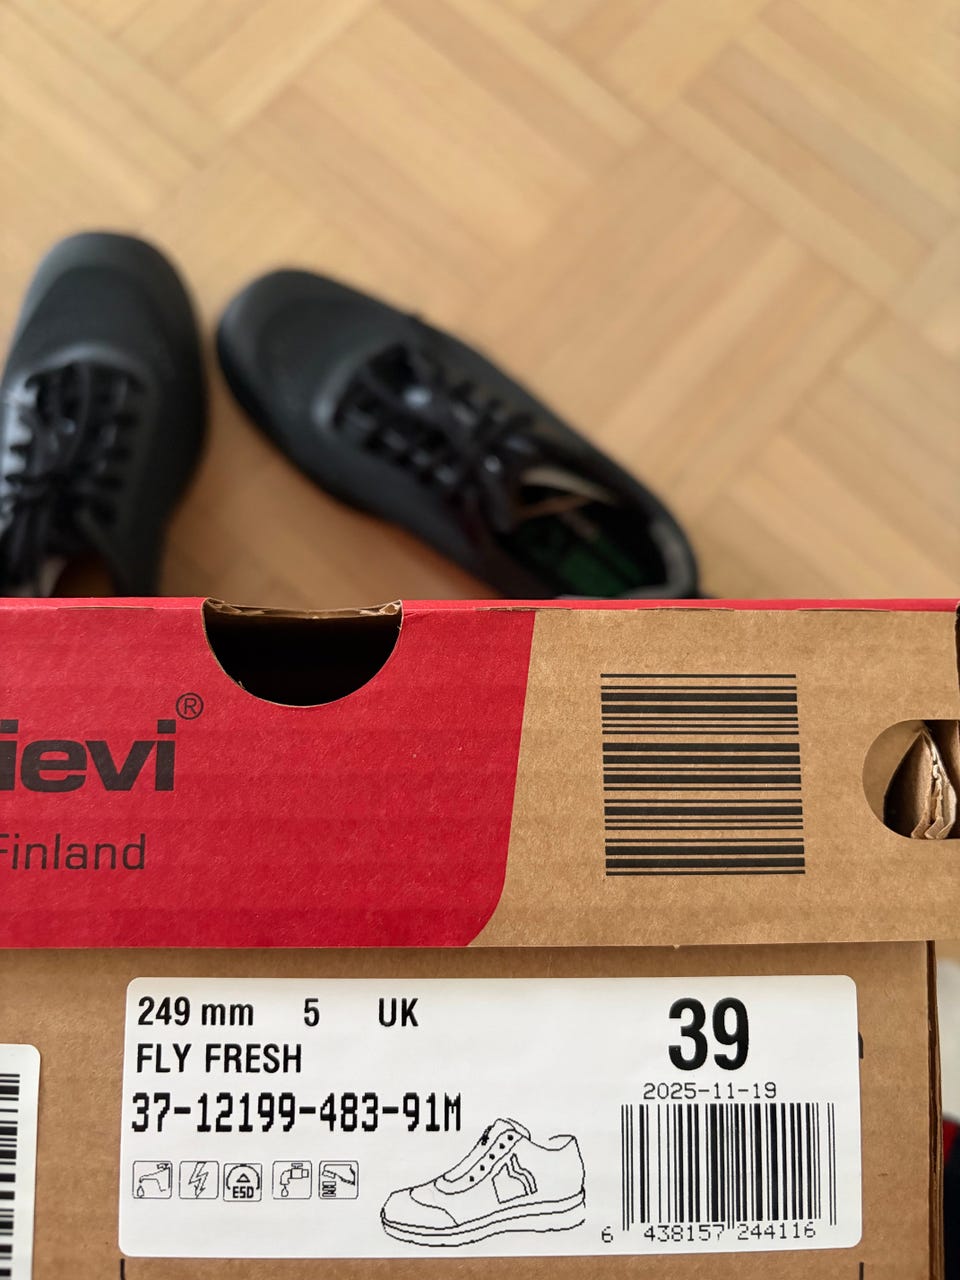 ievi®
Finland
249 mm 5 UK
39
FLY FRESH
2025-11-19
37-12199-483-91M
ESD
6 438157 244116